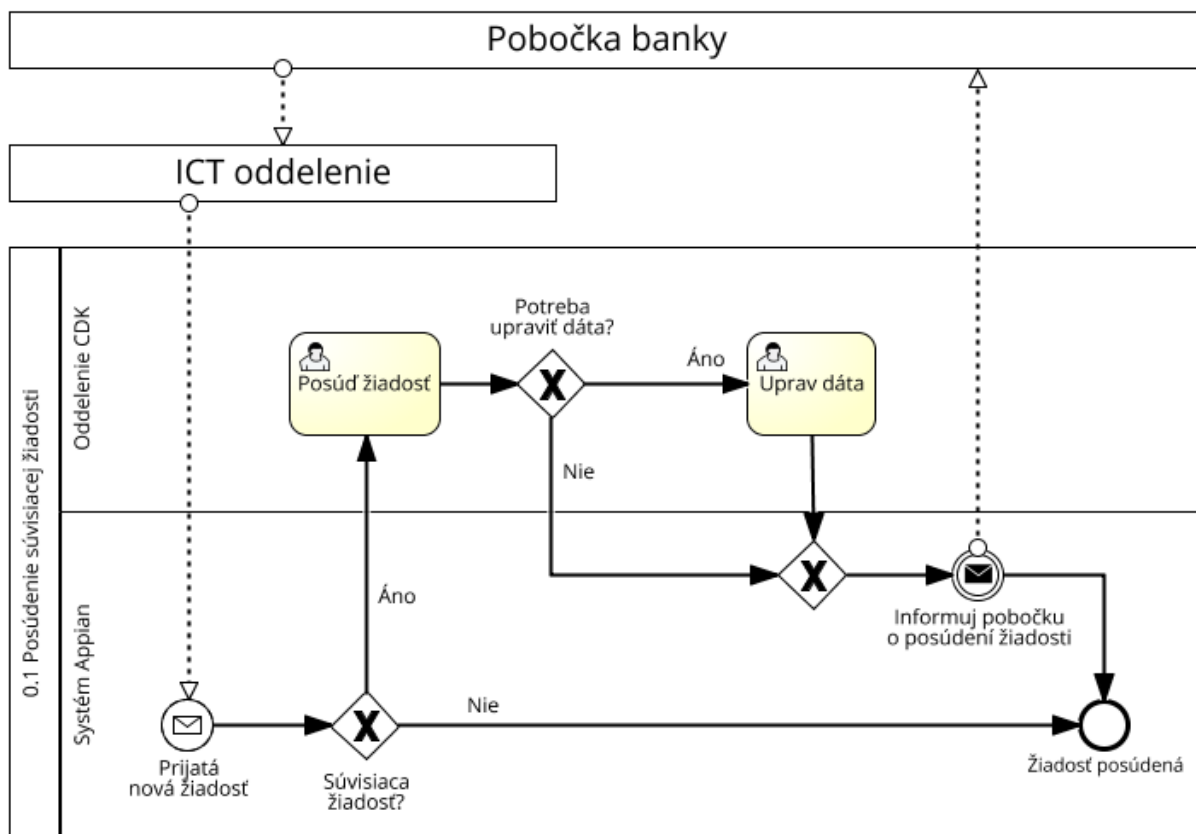 Pobočka banky
ICT oddelenie
0.1 Posúdenie súvisiacej žiadosti
Oddelenie CDK
Potreba
upraviť dáta?
Posúď žiadosť
X
Áno
Uprav dáta
Nie
Systém Appian
Áno
X
Informuj pobočku
o posúdení žiadosti
Prijatá
nová žiadosť
X
Súvisiaca
žiadosť?
Nie
Žiadosť posúdená